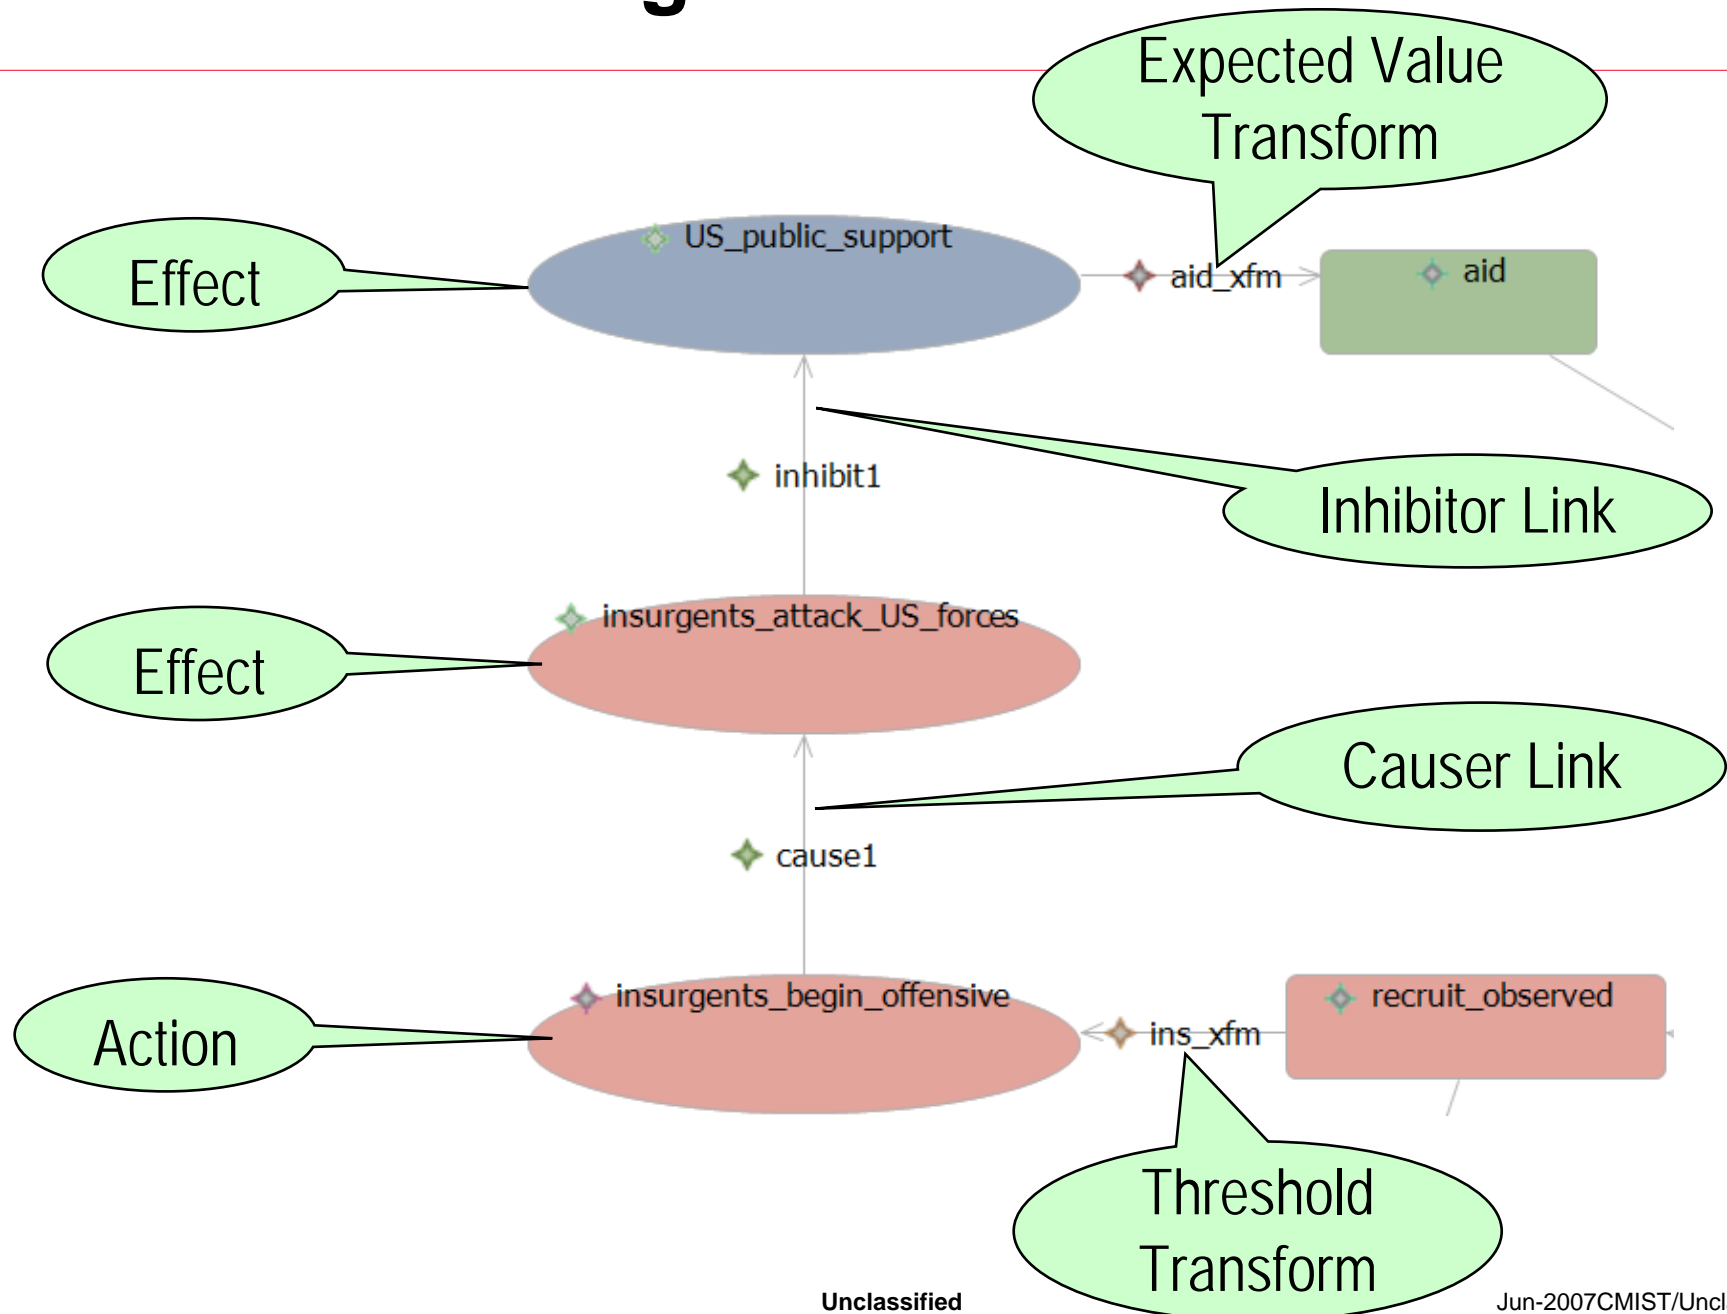 Expected Value
Transform
US_public_support
Effect
aid_xfm
aid
inhibit1
Inhibitor Link
insurgents_attack_US_forces
Effect
Causer Link
cause1
insurgents_begin_offensive
recruit_observed
Action
ins_xfm
Threshold
Transform
Unclassified
Jun-2007CMIST/Uncl